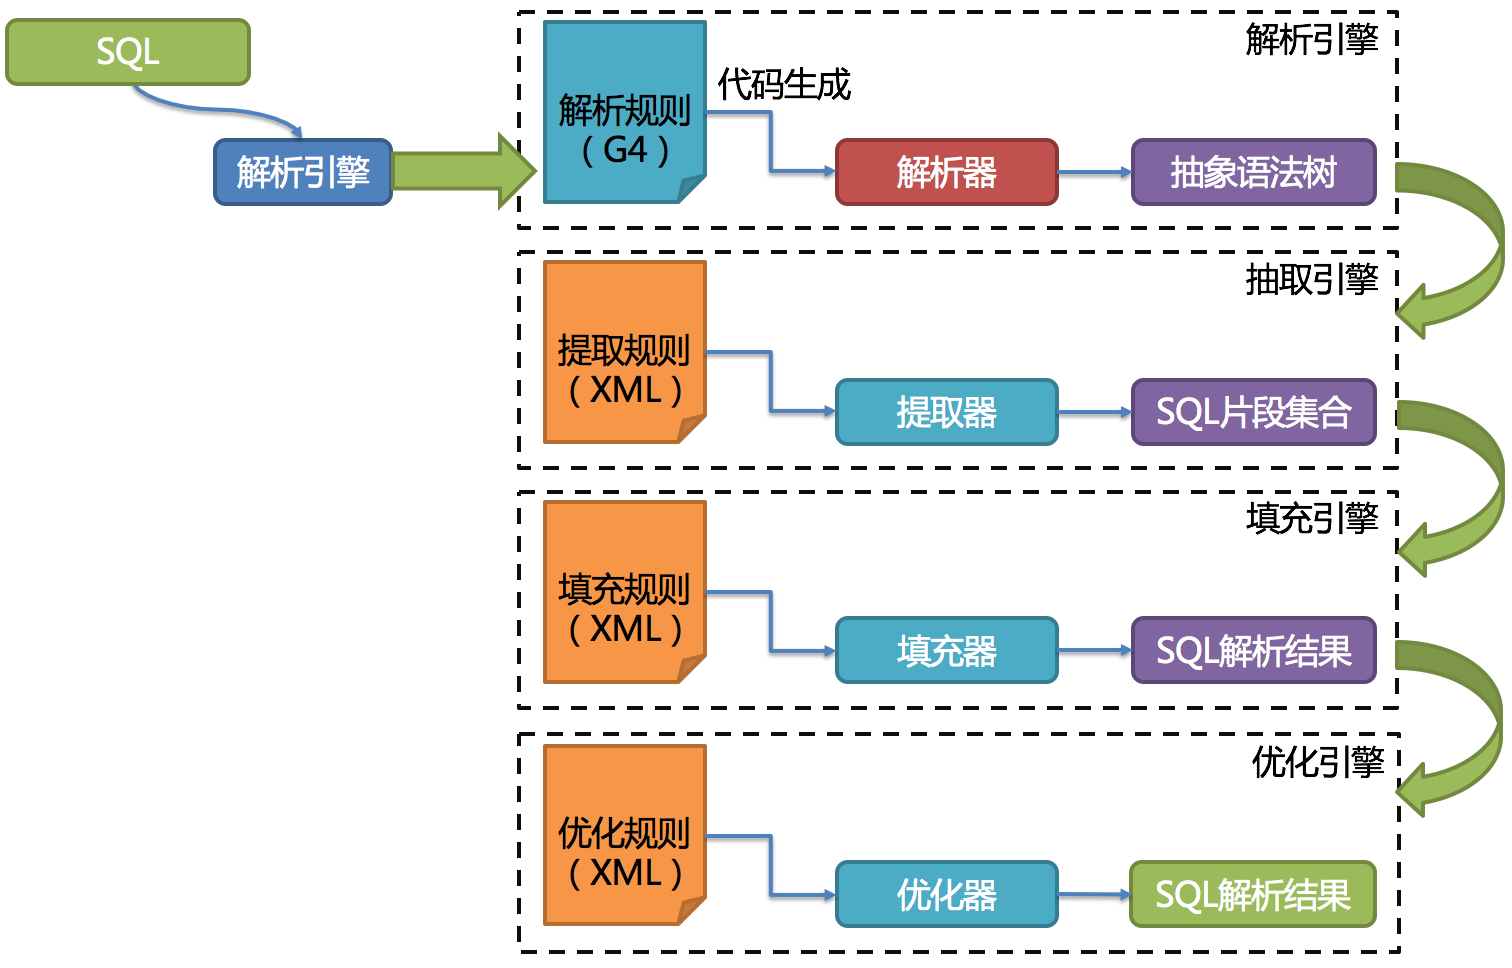 SQL
解析引擎
解析引擎
解析规则
（G4）
代码生成
解析器
抽象语法树
抽取引擎
提取规则
（XML）
提取器
SQL片段集合
填充引擎
填充规则
（XML）
填充器
SQL解析结果
优化引擎
优化规则
（XML）
优化器
SQL解析结果